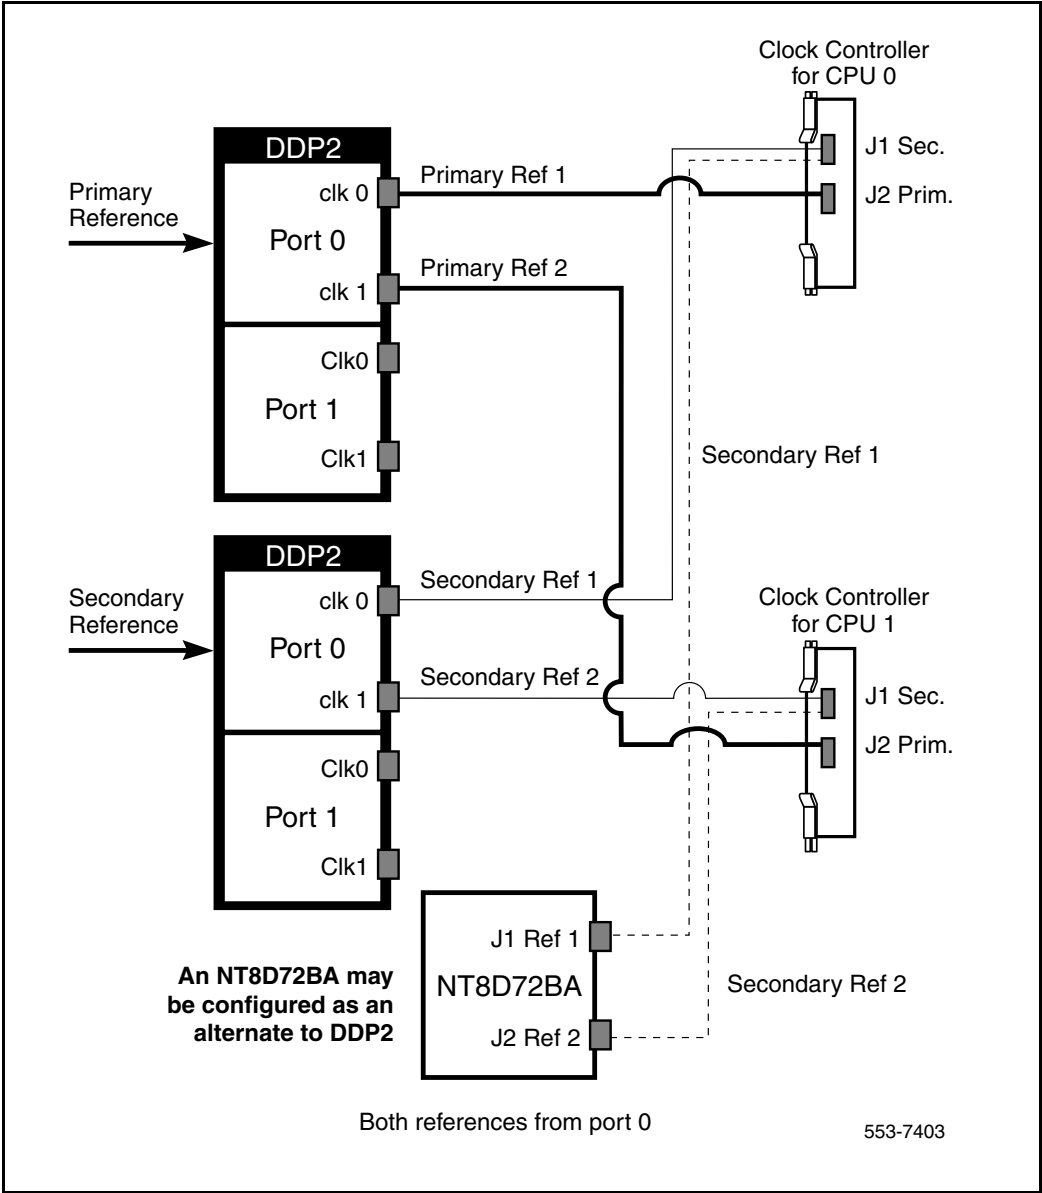 Clock Controller
for CPU 0
J1 Sec.
J2 Prim.
DDP2
Primary
Reference
clk 0
Port 0
clk 1
Clk0
Port 1
Clk1
Primary Ref 1
Primary Ref 2
Secondary Ref 1
DDP2
Secondary
Reference
clk 0
Port 0
clk 1
Clk0
Port 1
Clk1
Secondary Ref 1
Secondary Ref 2
Clock Controller
for CPU 1
J1 Sec.
J2 Prim.
An NT8D72BA may
be configured as an
alternate to DDP2
J1 Ref 1
NT8D72BA
J2 Ref 2
Secondary Ref 2
Both references from port 0
553-7403